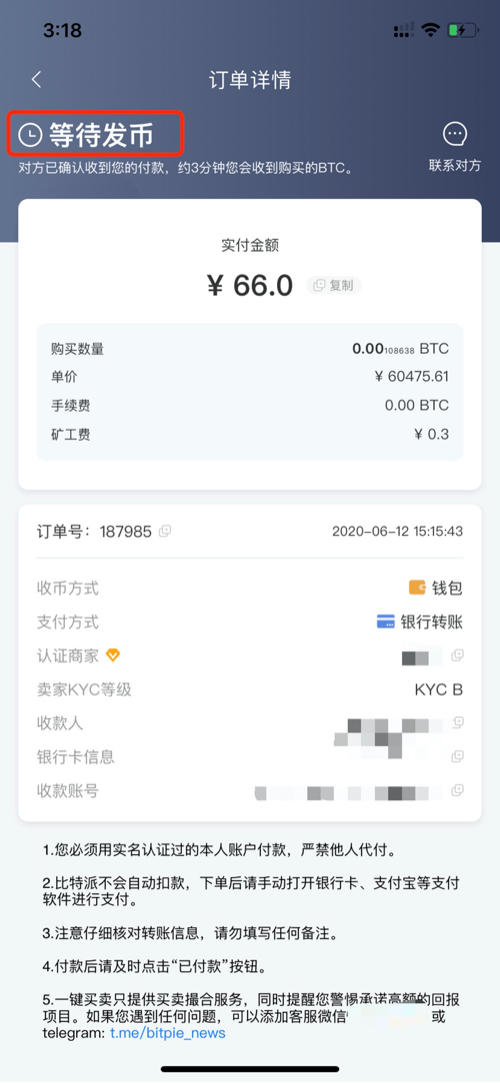 3:18
订单详情
等待发币
对方已确认收到您的付款，约3分钟您会收到购买的BTC。
联系对方
实付金额
¥ 66.0 复制
购买数量 0.00108638 BTC
单价 ¥ 60475.61
手续费 0.00 BTC
矿工费 ¥ 0.3
订单号：187985 2020-06-12 15:15:43
收币方式 钱包
支付方式 银行转账
认证商家
卖家KYC等级 KYC B
收款人
银行卡信息
收款账号
1.您必须用实名认证过的本人账户付款，严禁他人代付。
2.比特派不会自动扣款，下单后请手动打开银行卡、支付宝等支付
软件进行支付。
3.注意仔细核对转账信息，请勿填写任何备注。
4.付款后请及时点击“已付款”按钮。
5.一键买卖只提供买卖撮合服务，同时提醒您警惕承诺高额的回报
项目。如果您遇到任何问题，可以添加客服微信 或
telegram: t.me/bitpie_news